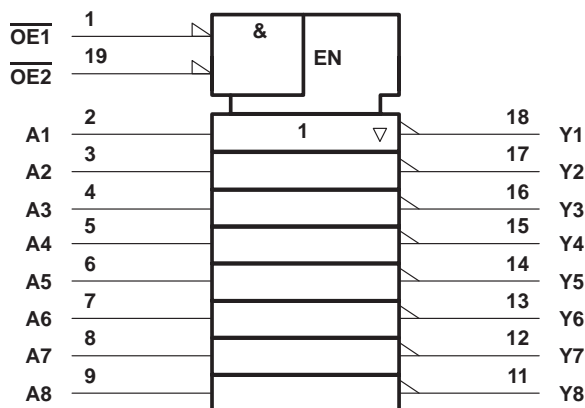 1
OE1
&
19
EN
OE2
2 1 18
A1 Y1
3 17
A2 Y2
4 16
A3 Y3
5 15
A4 Y4
6 14
A5 Y5
7 13
A6 Y6
8 12
A7 Y7
9 11
A8 Y8